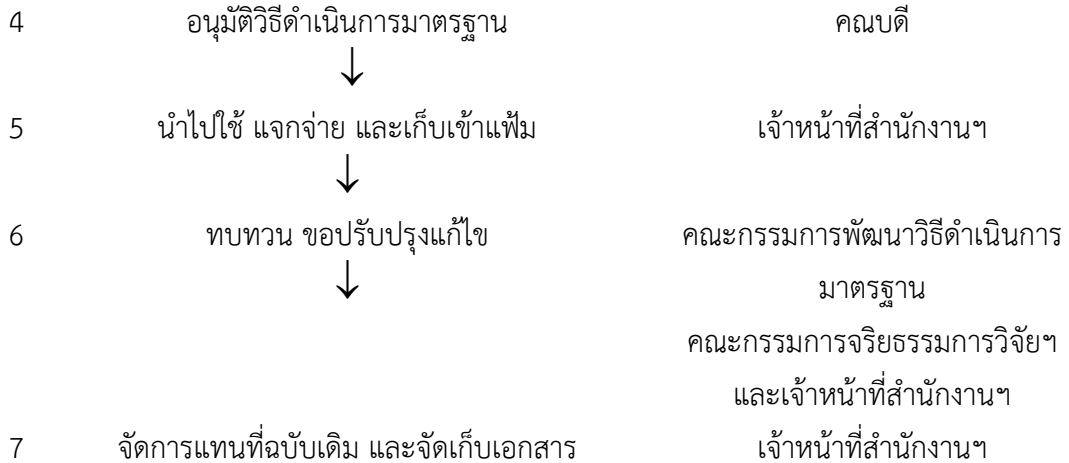 4 อนุมัติวิธีดำเนินการมาตรฐาน คณบดี
↓
5 นำไปใช้ แจกจ่าย และเก็บเข้าแฟ้ม เจ้าหน้าที่สำนักงานฯ
↓
6 ทบทวน ขอปรับปรุงแก้ไข คณะกรรมการพัฒนาวิธีดำเนินการ
↓ มาตรฐาน
คณะกรรมการจริยธรรมการวิจัยฯ
และเจ้าหน้าที่สำนักงานฯ
7 จัดการแทนที่ฉบับเดิม และจัดเก็บเอกสาร เจ้าหน้าที่สำนักงานฯ